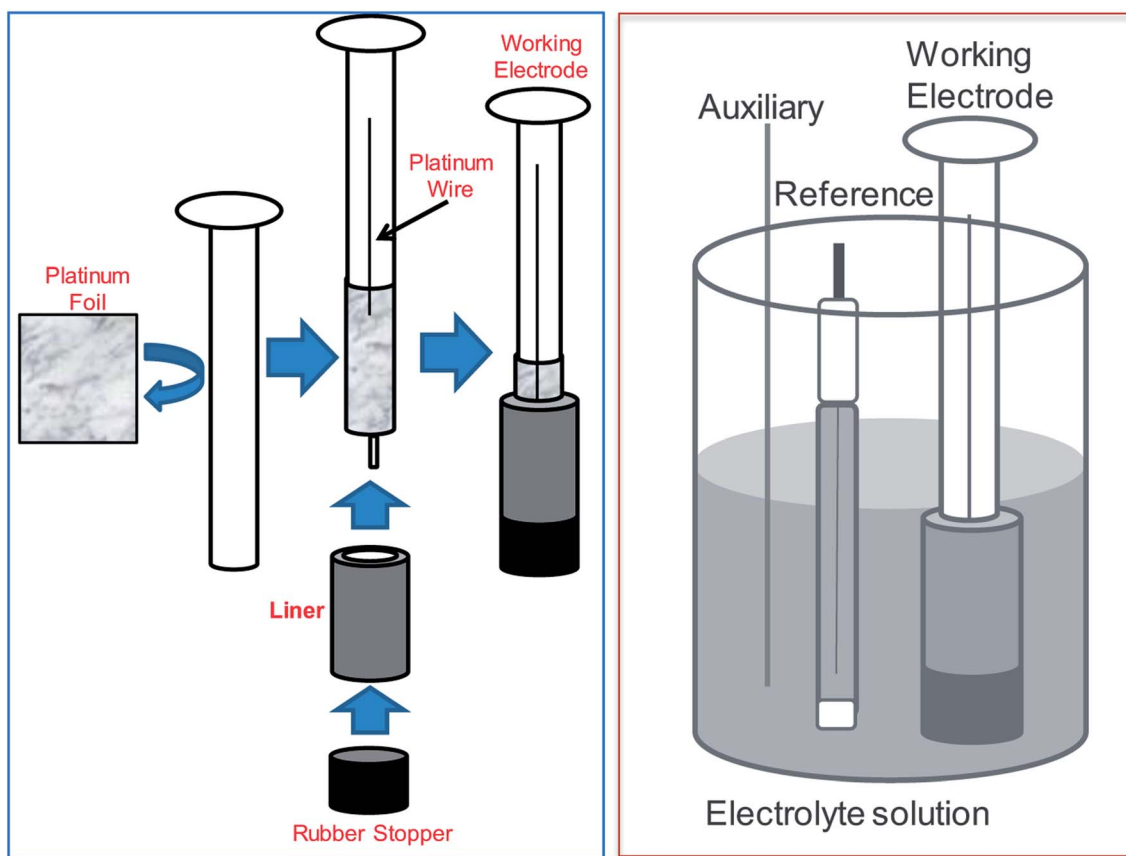 Working
Electrode
Platinum
Wire
Platinum
Foil
Liner
Rubber Stopper
Working
Electrode
Auxiliary
Reference
Electrolyte solution